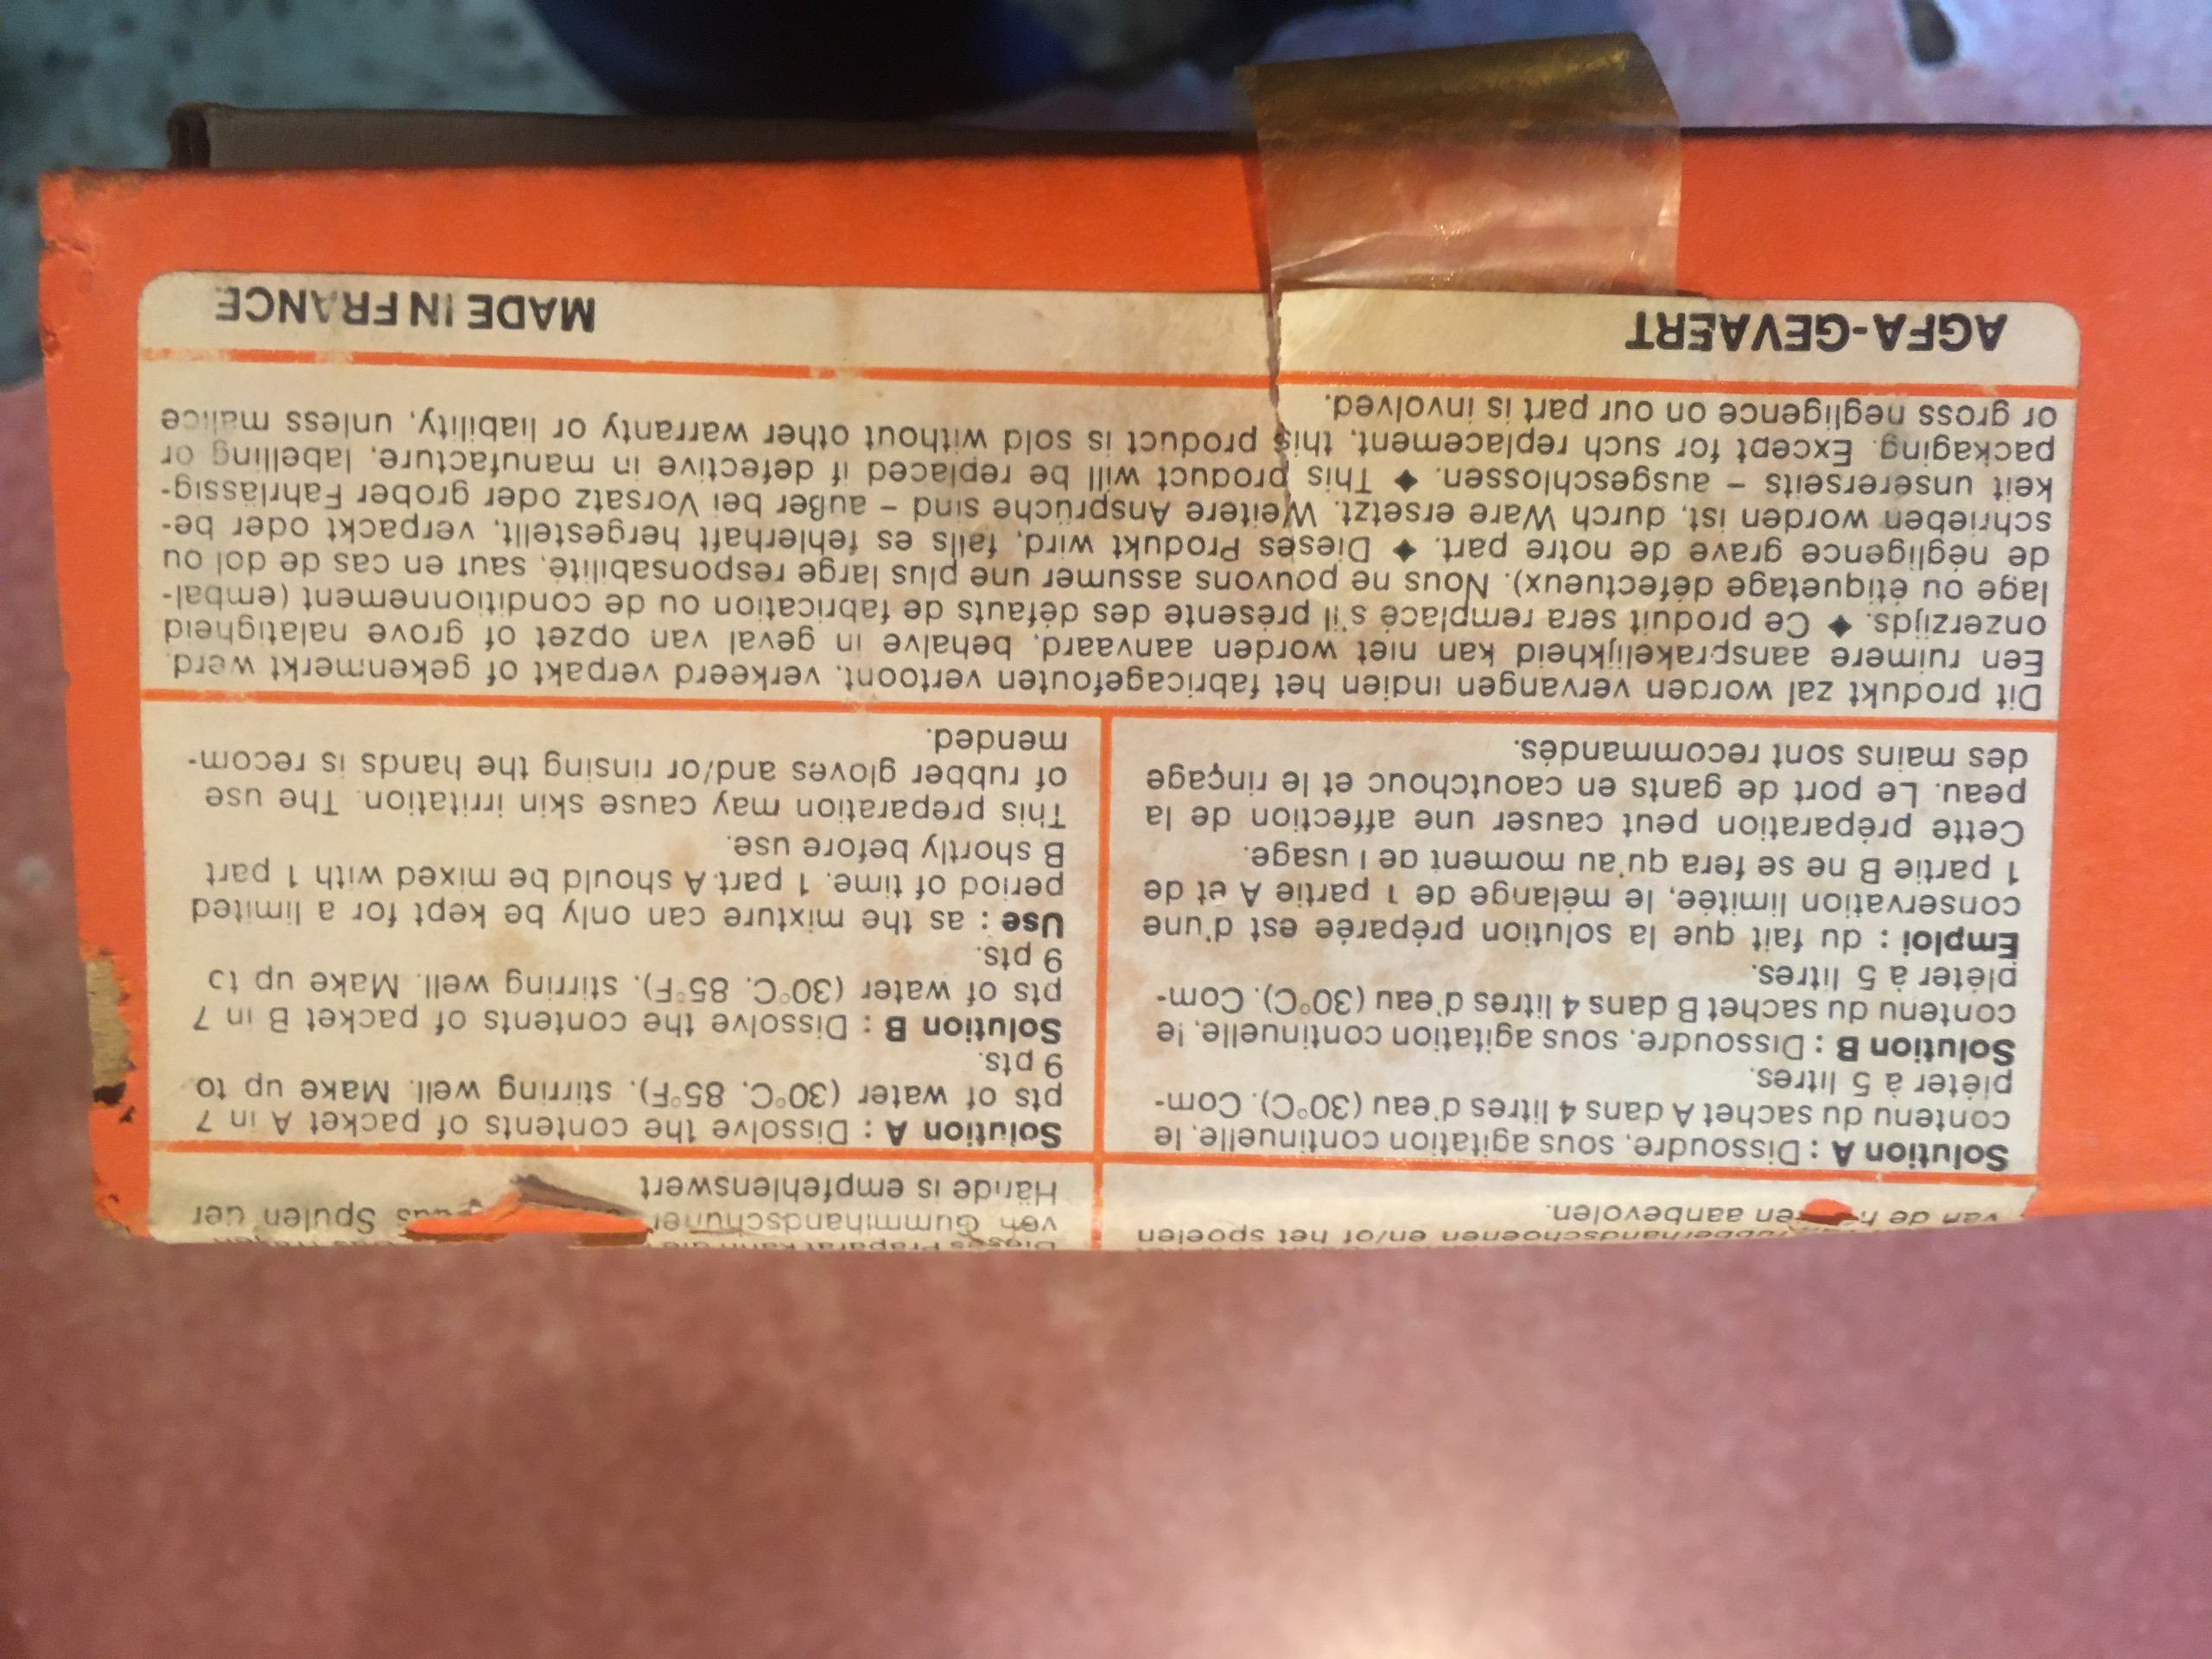 van de en aanbevolen.
rubberhandschoenen en/of het spoelen
Dieses Präparat
von Gummihandschuhen Spülen der
Hände is empfehlenswert
Solution A : Dissoudre, sous agitation continuelle, le
contenu du sachet A dans 4 litres d'eau (30°C). Com-
pléter à 5 litres.
Solution B : Dissoudre, sous agitation continuelle, le
contenu du sachet B dans 4 litres d'eau (30°C). Com-
pléter à 5 litres.
Emploi : du fait que la solution préparée est d'une
conservation limitée, le mélange de 1 partie A et de
1 partie B ne se fera qu'au moment de l'usage.
Cette préparation peut causer une affection de la
peau. Le port de gants en caoutchouc et le rinçage
des mains sont recommandés.
Solution A : Dissolve the contents of packet A in 7
pts of water (30°C, 85°F), stirring well. Make up to
9 pts.
Solution B : Dissolve the contents of packet B in 7
pts of water (30°C, 85°F), stirring well. Make up to
9 pts.
Use : as the mixture can only be kept for a limited
period of time, 1 part A should be mixed with 1 part
B shortly before use.
This preparation may cause skin irritation. The use
of rubber gloves and/or rinsing the hands is recom-
mended.
Dit produkt zal worden vervangen indien het fabricagefouten vertoont, verkeerd verpakt of gekenmerkt werd.
Een ruimere aansprakelijkheid kan niet worden aanvaard, behalve in geval van opzet of grove nalatigheid
onzerzijds. ◆ Ce produit sera remplacé s'il présente des défauts de fabrication ou de conditionnement (embal-
lage ou étiquetage défectueux). Nous ne pouvons assumer une plus large responsabilité, sauf en cas de dol ou
de négligence grave de notre part. ◆ Dieses Produkt wird, falls es fehlerhaft hergestellt, verpackt oder be-
schrieben worden ist, durch Ware ersetzt. Weitere Ansprüche sind – außer bei Vorsatz oder grober Fahrlässig-
keit unsererseits – ausgeschlossen. ◆ This product will be replaced if defective in manufacture, labelling or
packaging. Except for such replacement, this product is sold without other warranty or liability, unless malice
or gross negligence on our part is involved.
AGFA-GEVAERT MADE IN FRANCE